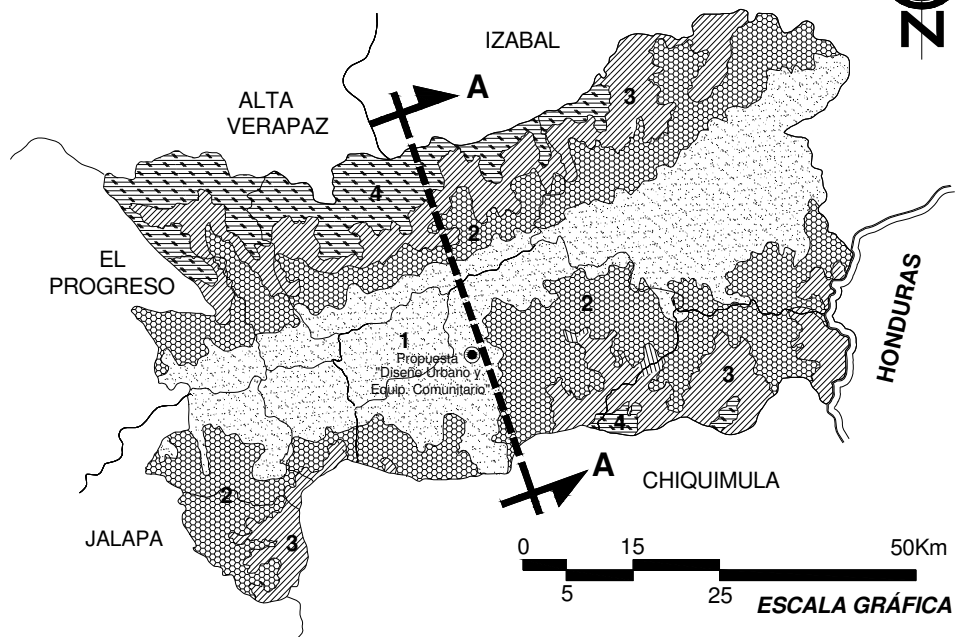 N
IZABAL
A
ALTA
VERAPAZ
3
4
2
EL
PROGRESO
HONDURAS
2
1
Propuesta
"Diseño Urbano y
Equip. Comunitario"
3
4
A
CHIQUIMULA
2
JALAPA
3
0 15 50Km
5 25
ESCALA GRÁFICA